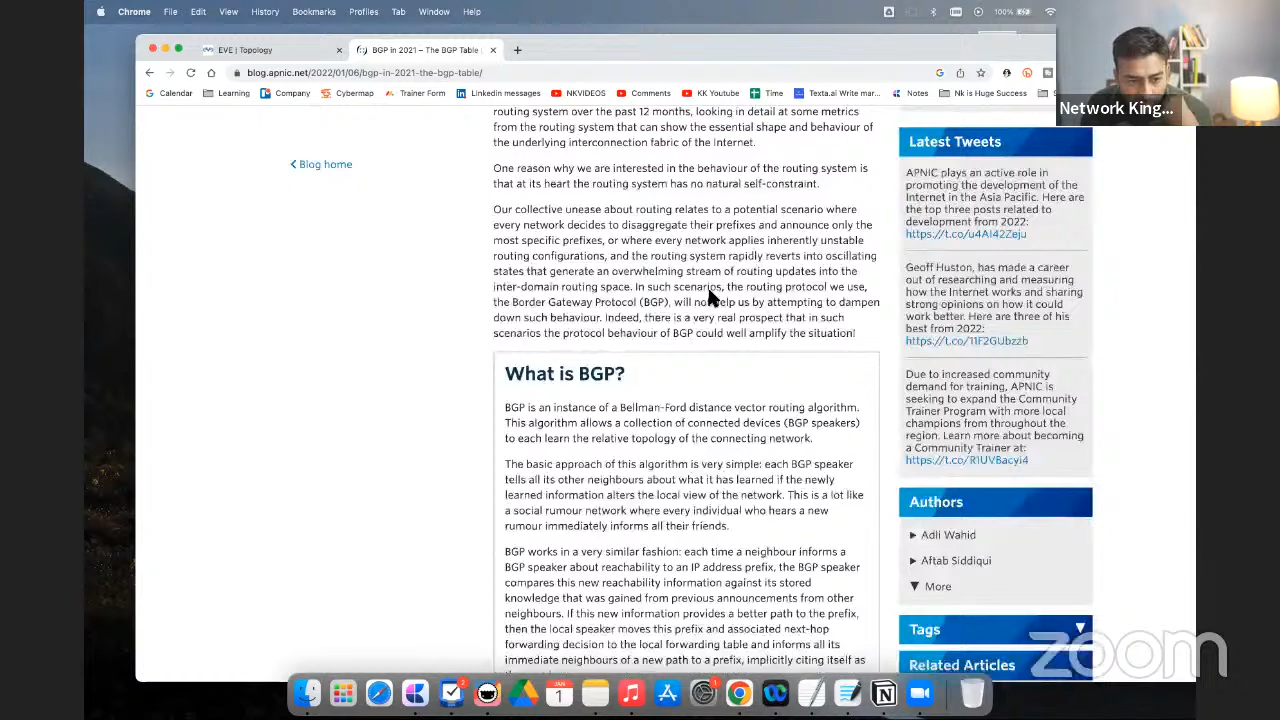 Chrome File Edit View History Bookmarks Profiles Tab Window Help 100%
EVE | Topology
BGP in 2021 – The BGP Table
blog.apnic.net/2022/01/06/bgp-in-2021-the-bgp-table/
Calendar Learning Company Cybermap Trainer Form Linkedin messages NKVIDEOS Comments KK Youtube Time Texta.ai Write mar... Notes Nk is Huge Success
Network King...
Blog home
routing system over the past 12 months, looking in detail at some metrics
from the routing system that can show the essential shape and behaviour of
the underlying interconnection fabric of the Internet.
One reason why we are interested in the behaviour of the routing system is
that at its heart the routing system has no natural self-constraint.
Our collective unease about routing relates to a potential scenario where
every network decides to disaggregate their prefixes and announce only the
most specific prefixes, or where every network applies inherently unstable
routing configurations, and the routing system rapidly reverts into oscillating
states that generate an overwhelming stream of routing updates into the
inter-domain routing space. In such scenarios, the routing protocol we use,
the Border Gateway Protocol (BGP), will not help us by attempting to dampen
down such behaviour. Indeed, there is a very real prospect that in such
scenarios the protocol behaviour of BGP could well amplify the situation!
What is BGP?
BGP is an instance of a Bellman-Ford distance vector routing algorithm.
This algorithm allows a collection of connected devices (BGP speakers)
to each learn the relative topology of the connecting network.
The basic approach of this algorithm is very simple: each BGP speaker
tells all its other neighbours about what it has learned if the newly
learned information alters the local view of the network. This is a lot like
a social rumour network where every individual who hears a new
rumour immediately informs all their friends.
BGP works in a very similar fashion: each time a neighbour informs a
BGP speaker about reachability to an IP address prefix, the BGP speaker
compares this new reachability information against its stored
knowledge that was gained from previous announcements from other
neighbours. If this new information provides a better path to the prefix,
then the local speaker moves this prefix and associated next-hop
forwarding decision to the local forwarding table and informs all its
immediate neighbours of a new path to a prefix, implicitly citing itself as
Latest Tweets
APNIC plays an active role in
promoting the development of the
Internet in the Asia Pacific. Here are
the top three posts related to
development from 2022:
https://t.co/u4AI42Zeju
Geoff Huston, has made a career
out of researching and measuring
how the Internet works and sharing
strong opinions on how it could
work better. Here are three of his
best from 2022:
https://t.co/11F2GUbzzb
Due to increased community
demand for training, APNIC is
seeking to expand the Community
Trainer Program with more local
champions from throughout the
region. Learn more about becoming
a Community Trainer at:
https://t.co/R1UVBacyi4
Authors
Adli Wahid
Aftab Siddiqui
More
Tags
Related Articles
zoom
JAN
1
2
1